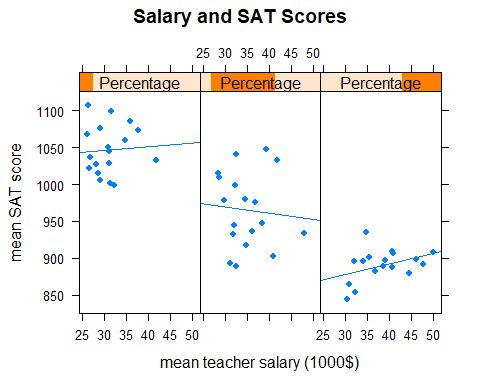 Salary and SAT Scores
25 30 35 40 45 50
Percentage Percentage Percentage
1100
1050
1000
950
900
850
mean SAT score
25 30 35 40 45 50 25 30 35 40 45 50
mean teacher salary (1000$)